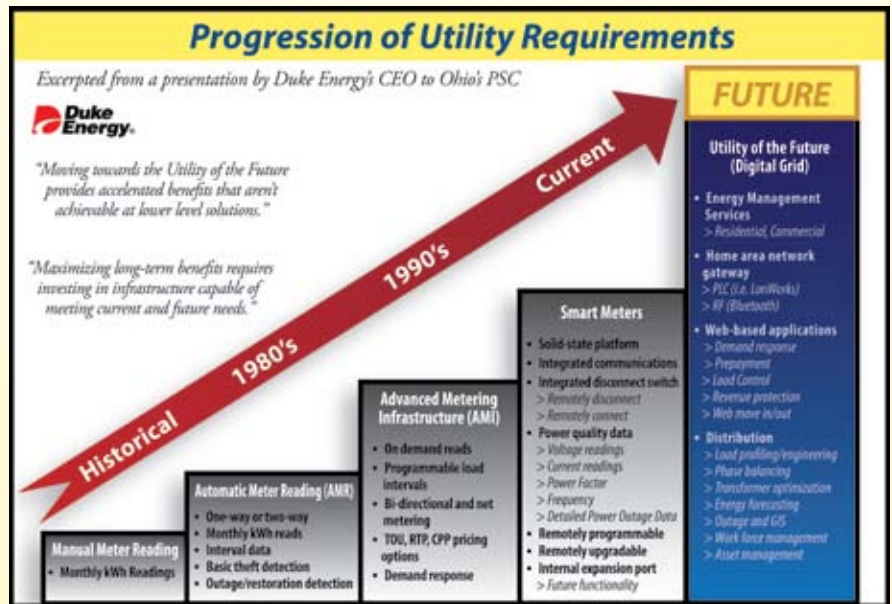 Progression of Utility Requirements
Excerpted from a presentation by Duke Energy's CEO to Ohio's PSC
Duke
Energy®
"Moving towards the Utility of the Future
provides accelerated benefits that aren't
achievable at lower level solutions."
"Maximizing long-term benefits requires
investing in infrastructure capable of
meeting current and future needs."
Historical
1980's
1990's
Current
Manual Meter Reading
• Monthly kWh Readings
Automatic Meter Reading (AMR)
• One-way or two-way
• Monthly kWh reads
• Interval data
• Basic theft detection
• Outage/restoration detection
Advanced Metering
Infrastructure (AMI)
• On demand reads
• Programmable load
intervals
• Bi-directional and net
metering
• TOU, RTP, CPP pricing
options
• Demand response
Smart Meters
• Solid-state platform
• Integrated communications
• Integrated disconnect switch
> Remotely disconnect
> Remotely connect
• Power quality data
> Voltage readings
> Current readings
> Power Factor
> Frequency
> Detailed Power Outage Data
• Remotely programmable
• Remotely upgradable
• Internal expansion port
> Future functionality
FUTURE
Utility of the Future
(Digital Grid)
• Energy Management
Services
> Residential, Commercial
• Home area network
gateway
> PLC (i.e. LonWorks)
> RF (Bluetooth)
• Web-based applications
> Demand response
> Prepayment
> Load Control
> Revenue protection
> Web move in/out
• Distribution
> Load profiling/engineering
> Phase balancing
> Transformer optimization
> Energy forecasting
> Outage and GIS
> Work force management
> Asset management